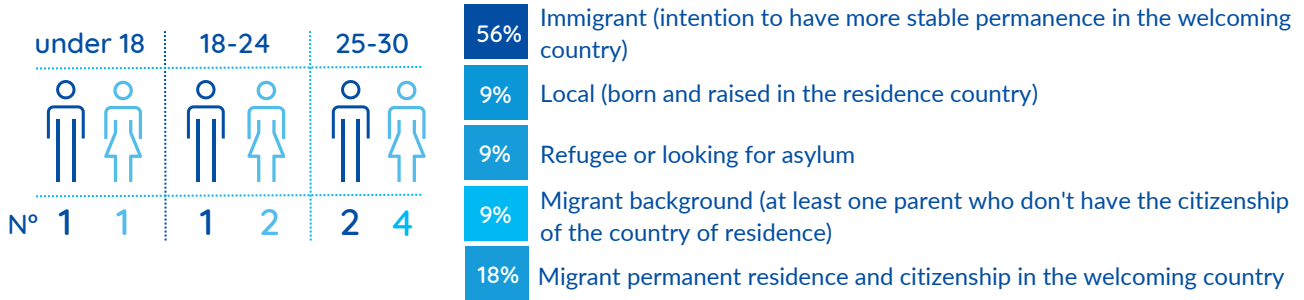 under 18 18-24 25-30
N° 1 1 1 2 2 4
56% Immigrant (intention to have more stable permanence in the welcoming
country)
9% Local (born and raised in the residence country)
9% Refugee or looking for asylum
9% Migrant background (at least one parent who don't have the citizenship
of the country of residence)
18% Migrant permanent residence and citizenship in the welcoming country